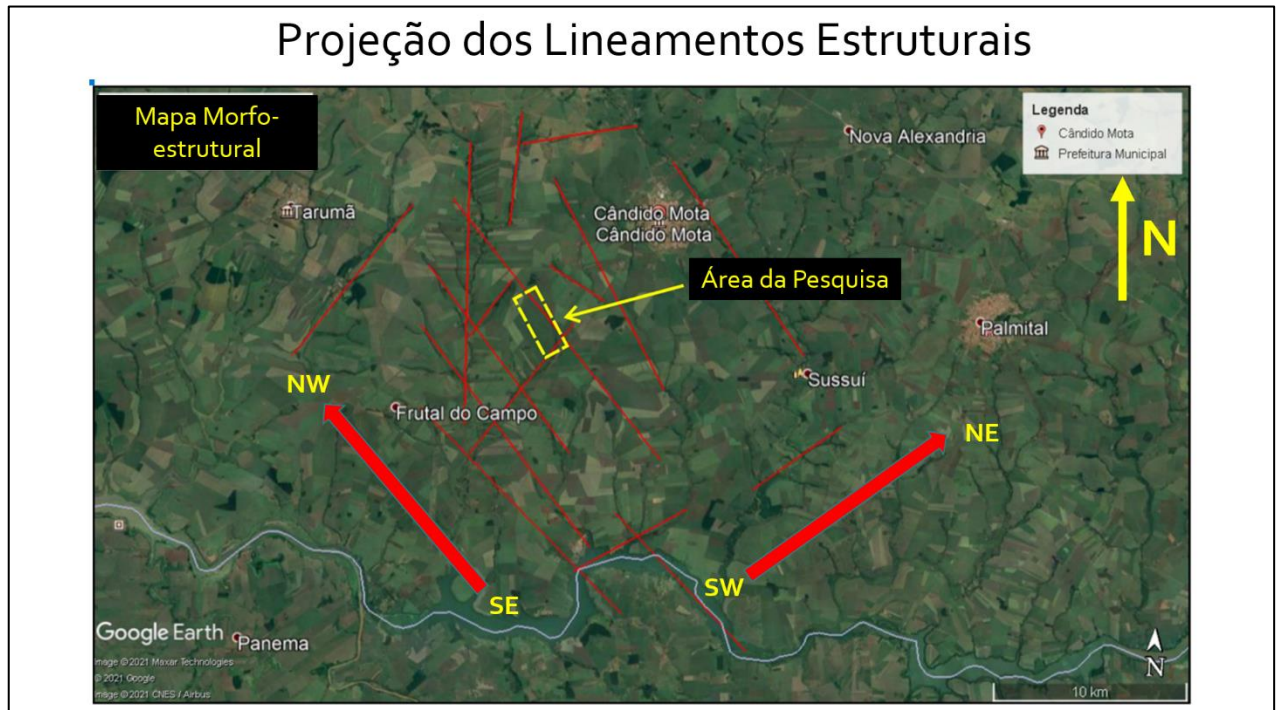 Projeção dos Lineamentos Estruturais
Mapa Morfo-
estrutural
Legenda
Cândido Mota
Prefeitura Municipal
Nova Alexandria
Tarumã
Cândido Mota
Cândido Mota
N
Área da Pesquisa
Palmital
Sussuí
NW
Frutal do Campo
NE
SW
SE
Google Earth
Panema
Image © 2021 Maxar Technologies
© 2021 Google
Image © 2021 CNES / Airbus
N
10 km